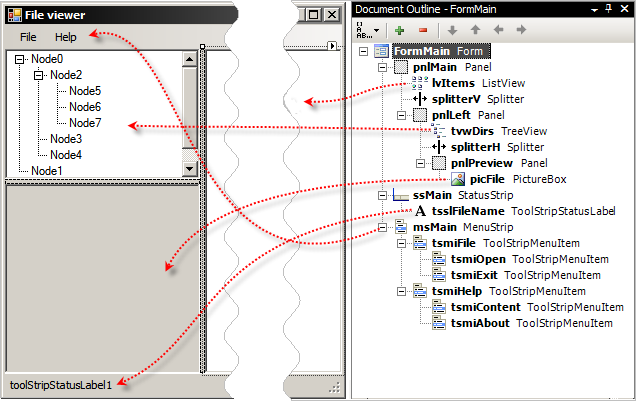 File viewer
File Help
Node0
Node2
Node5
Node6
Node7
Node3
Node4
Node1
toolStripStatusLabel1
Document Outline - FormMain
{} AB...
FormMain Form
pnlMain Panel
lvItems ListView
splitterV Splitter
pnlLeft Panel
tvwDirs TreeView
splitterH Splitter
pnlPreview Panel
picFile PictureBox
ssMain StatusStrip
A tsslFileName ToolStripStatusLabel
msMain MenuStrip
tsmiFile ToolStripMenuItem
tsmiOpen ToolStripMenuItem
tsmiExit ToolStripMenuItem
tsmiHelp ToolStripMenuItem
tsmiContent ToolStripMenuItem
tsmiAbout ToolStripMenuItem